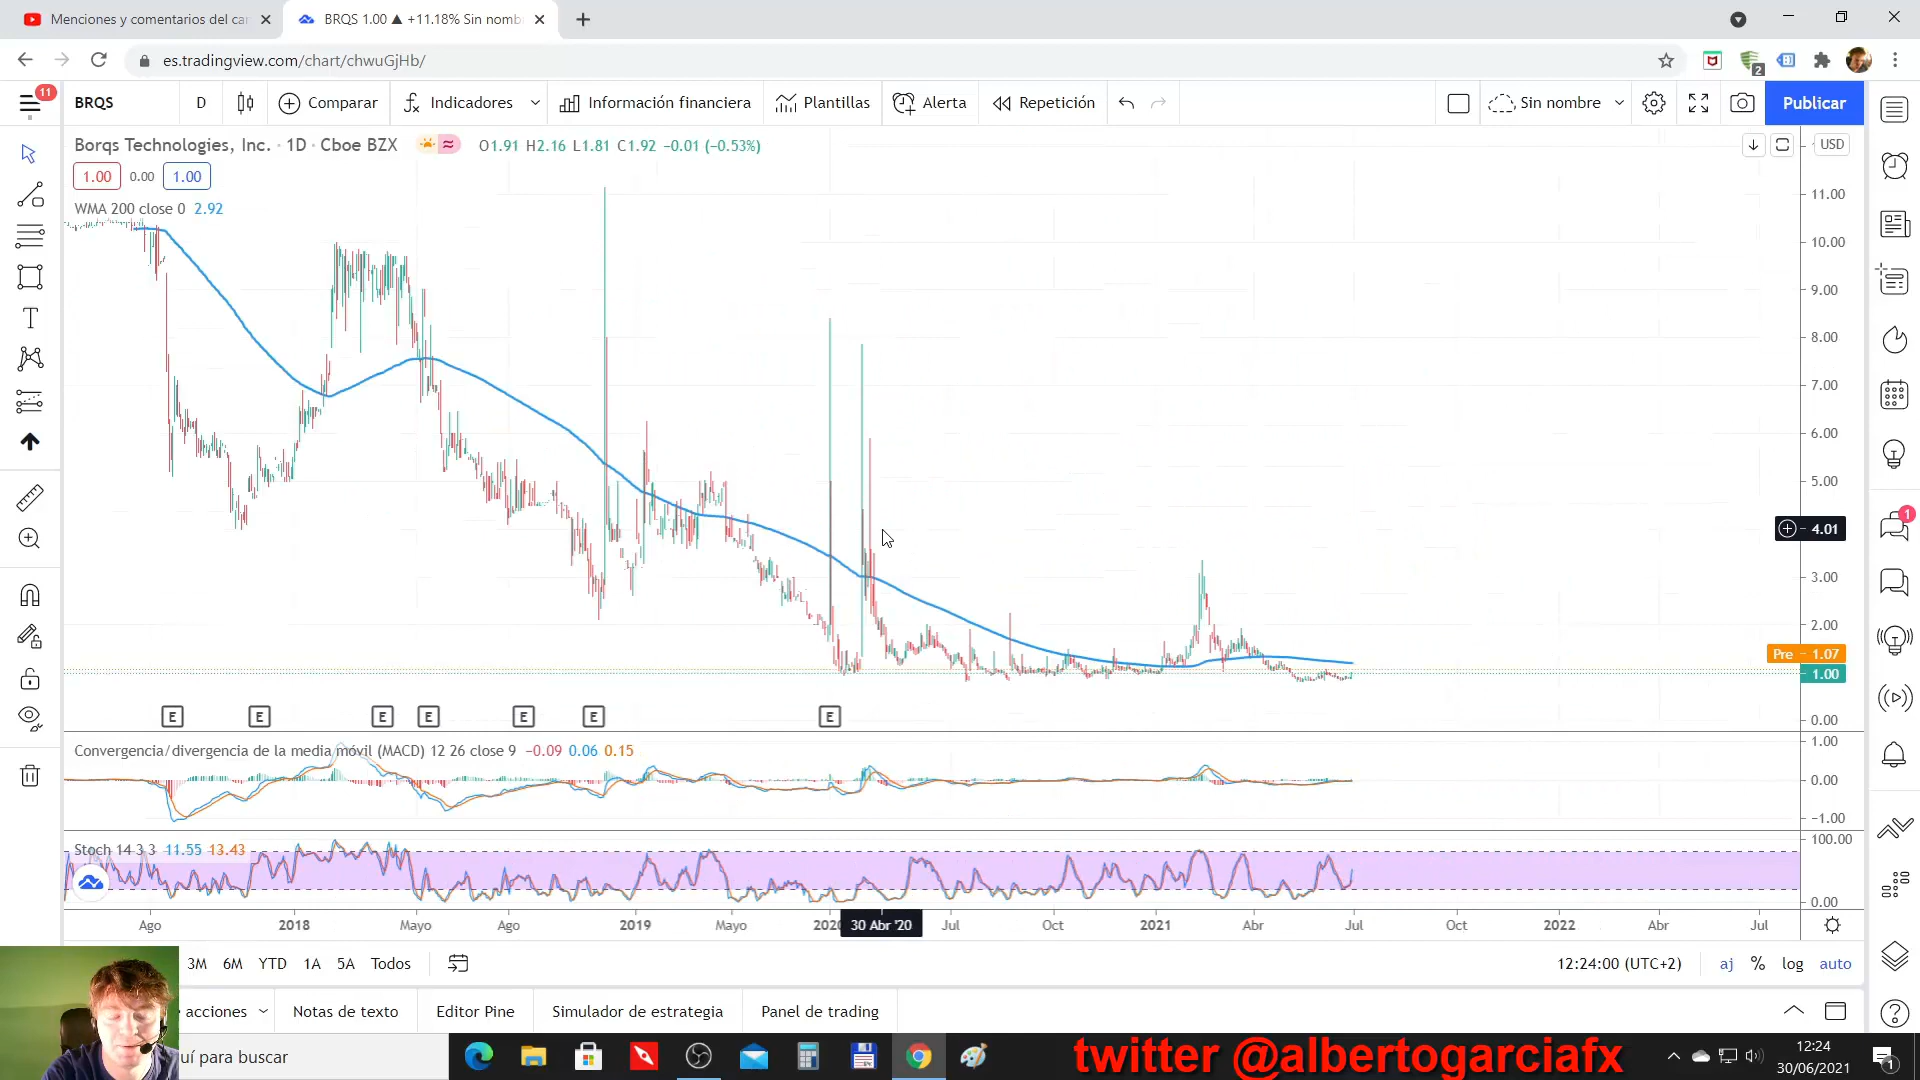 Menciones y comentarios del can
BRQS 1.00 ▲ +11.18% Sin nomb
es.tradingview.com/chart/chwuGjHb/
2
11
BRQS
D
Comparar
Indicadores
Información financiera
Plantillas
Alerta
Repetición
Sin nombre
Publicar
Borqs Technologies, Inc. · 1D · Cboe BZX
O1.91 H2.16 L1.81 C1.92 −0.01 (−0.53%)
USD
1.00 0.00 1.00
WMA 200 close 0 2.92
11.00
10.00
9.00
8.00
7.00
6.00
5.00
4.01
3.00
2.00
Pre 1.07
1.00
0.00
1
E E E E E E E
Convergencia/divergencia de la media móvil (MACD) 12 26 close 9 −0.09 0.06 0.15
1.00
0.00
−1.00
Stoch 14 3 3 11.55 13.43
100.00
0.00
Ago 2018 Mayo Ago 2019 Mayo 2020 30 Abr '20 Jul Oct 2021 Abr Jul Oct 2022 Abr Jul
3M 6M YTD 1A 5A Todos
12:24:00 (UTC+2) aj % log auto
acciones
Notas de texto
Editor Pine
Simulador de estrategia
Panel de trading
uí para buscar
twitter @albertogarciafx
12:24
30/06/2021
1